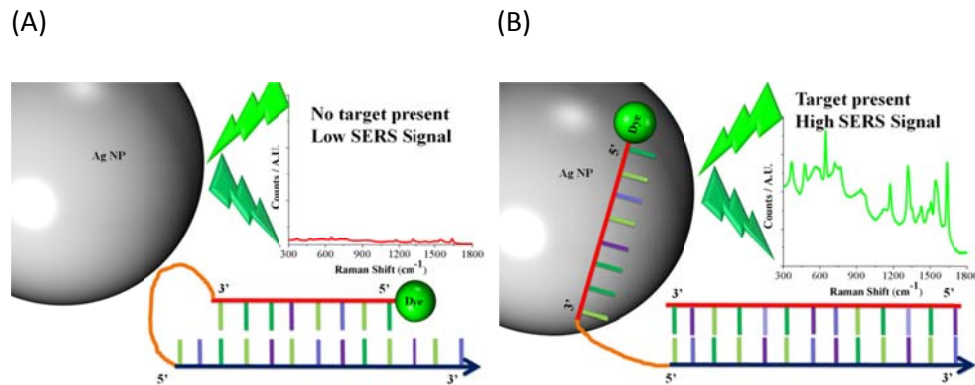 (A)
(B)
No target present
Low SERS Signal
Ag NP
Counts / A.U.
300 600 900 1200 1500 1800
Raman Shift (cm-1)
3' 5'
Dye
5' 3'
Target present
High SERS Signal
Dye
5'
Ag NP
3'
Counts / A.U.
300 600 900 1200 1500 1800
Raman Shift (cm-1)
3' 5'
5' 3'